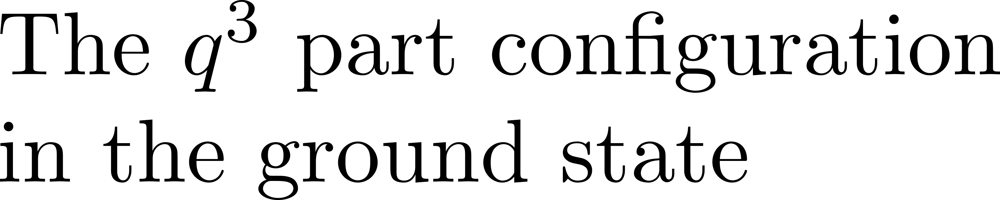 The q³ part configuration
in the ground state